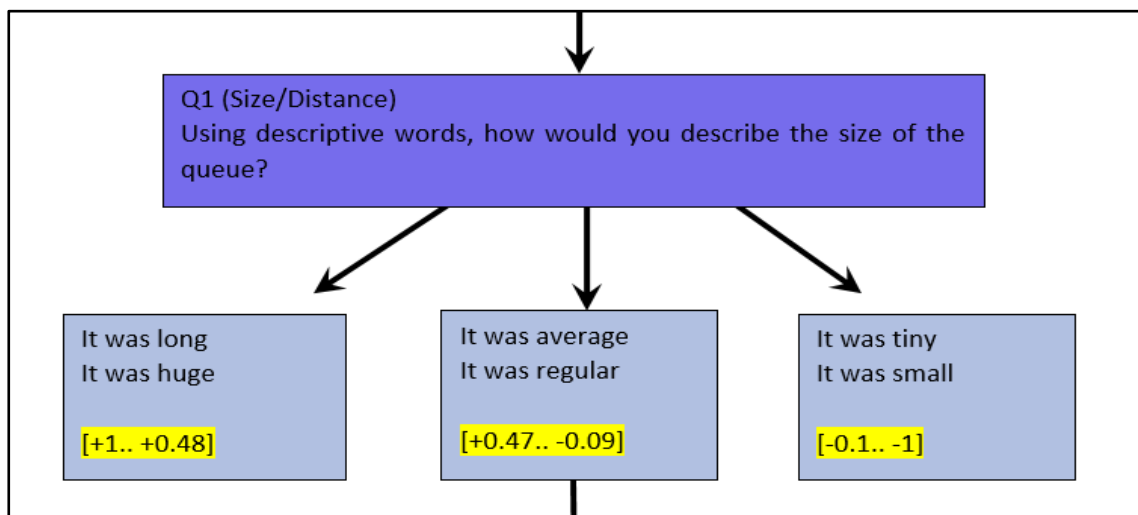 Q1 (Size/Distance)
Using descriptive words, how would you describe the size of the
queue?
It was long
It was huge
[+1.. +0.48]
It was average
It was regular
[+0.47.. -0.09]
It was tiny
It was small
[-0.1.. -1]